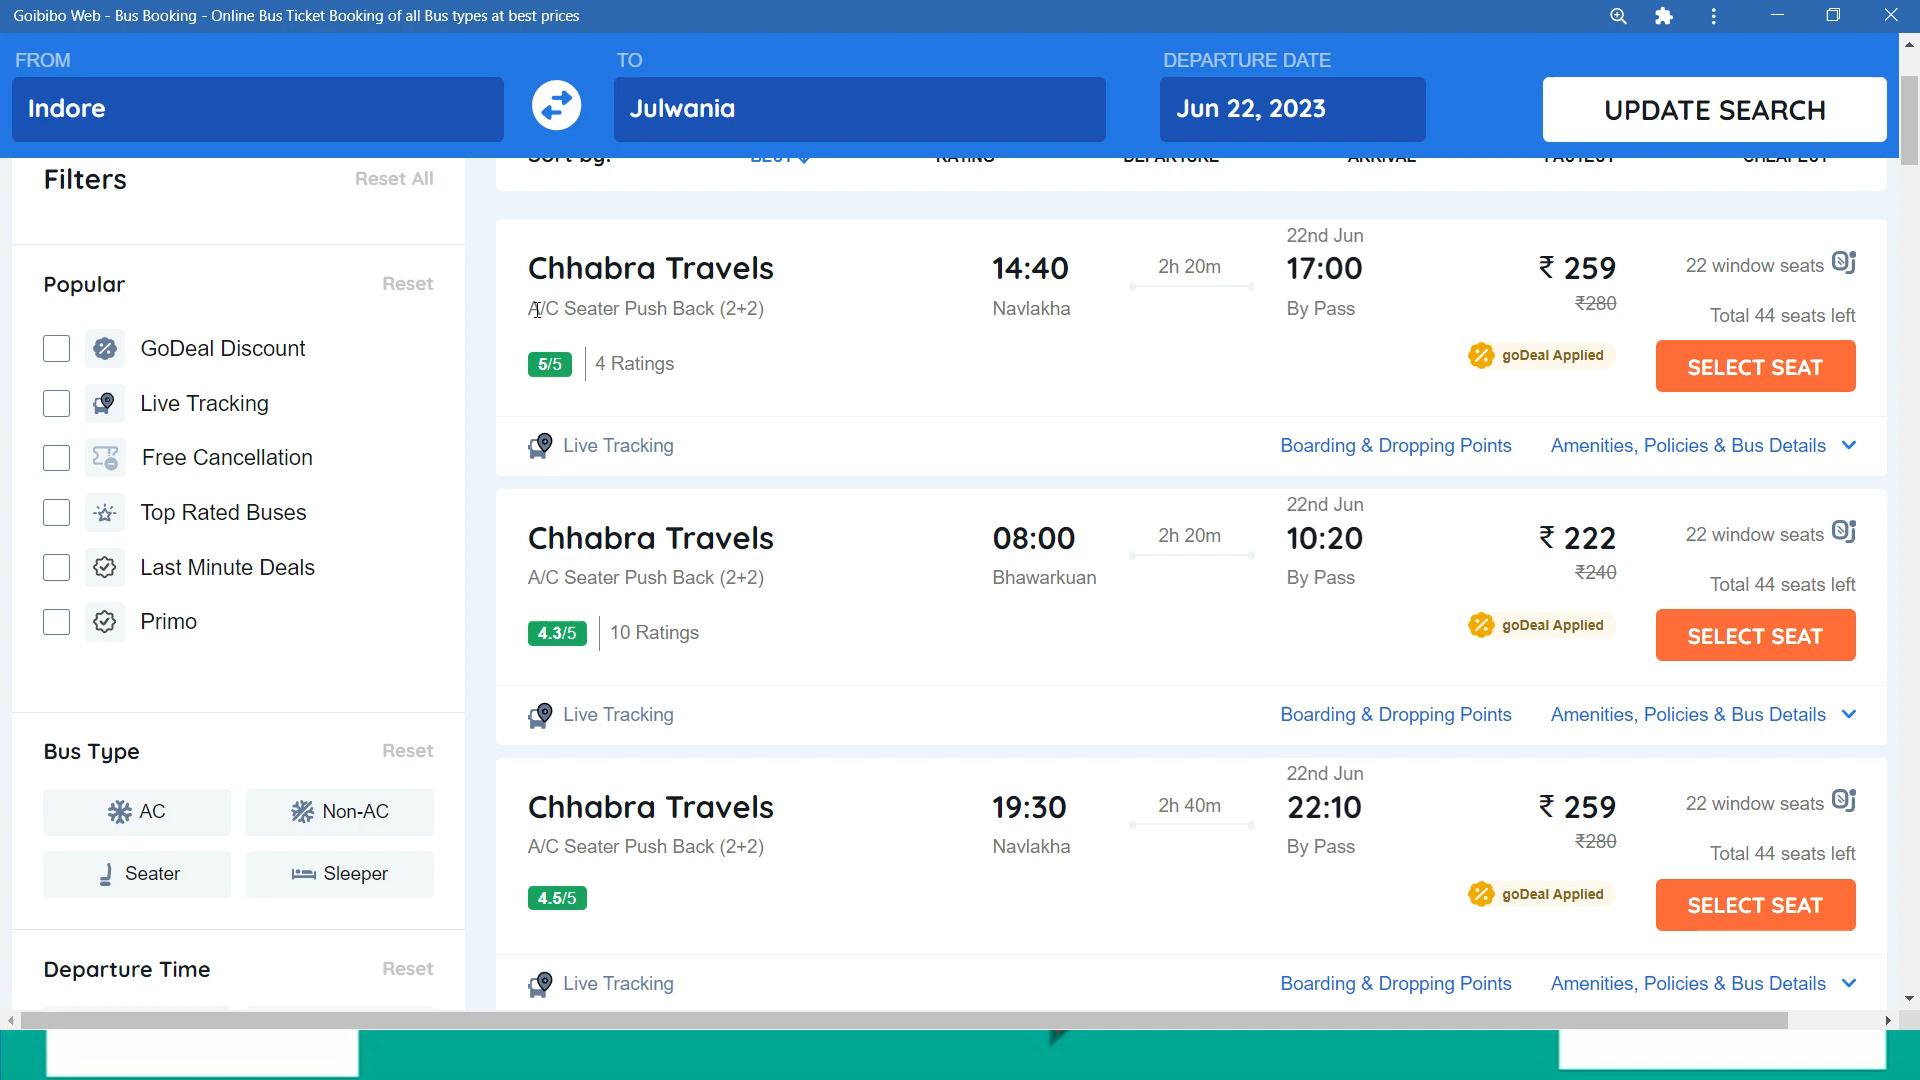 Goibibo Web - Bus Booking - Online Bus Ticket Booking of all Bus types at best prices
FROM
TO
DEPARTURE DATE
Indore
Julwania
Jun 22, 2023
UPDATE SEARCH
Sort by:
BEST
RATING
DEPARTURE
ARRIVAL
FASTEST
CHEAPEST
Filters
Reset All
Popular
Reset
GoDeal Discount
Live Tracking
Free Cancellation
Top Rated Buses
Last Minute Deals
Primo
Bus Type
Reset
AC
Non-AC
Seater
Sleeper
Departure Time
Reset
22nd Jun
Chhabra Travels
14:40
2h 20m
17:00
₹ 259
22 window seats
A/C Seater Push Back (2+2)
Navlakha
By Pass
₹280
Total 44 seats left
5/5
4 Ratings
goDeal Applied
SELECT SEAT
Live Tracking
Boarding & Dropping Points
Amenities, Policies & Bus Details
22nd Jun
Chhabra Travels
08:00
2h 20m
10:20
₹ 222
22 window seats
A/C Seater Push Back (2+2)
Bhawarkuan
By Pass
₹240
Total 44 seats left
4.3/5
10 Ratings
goDeal Applied
SELECT SEAT
Live Tracking
Boarding & Dropping Points
Amenities, Policies & Bus Details
22nd Jun
Chhabra Travels
19:30
2h 40m
22:10
₹ 259
22 window seats
A/C Seater Push Back (2+2)
Navlakha
By Pass
₹280
Total 44 seats left
4.5/5
goDeal Applied
SELECT SEAT
Live Tracking
Boarding & Dropping Points
Amenities, Policies & Bus Details